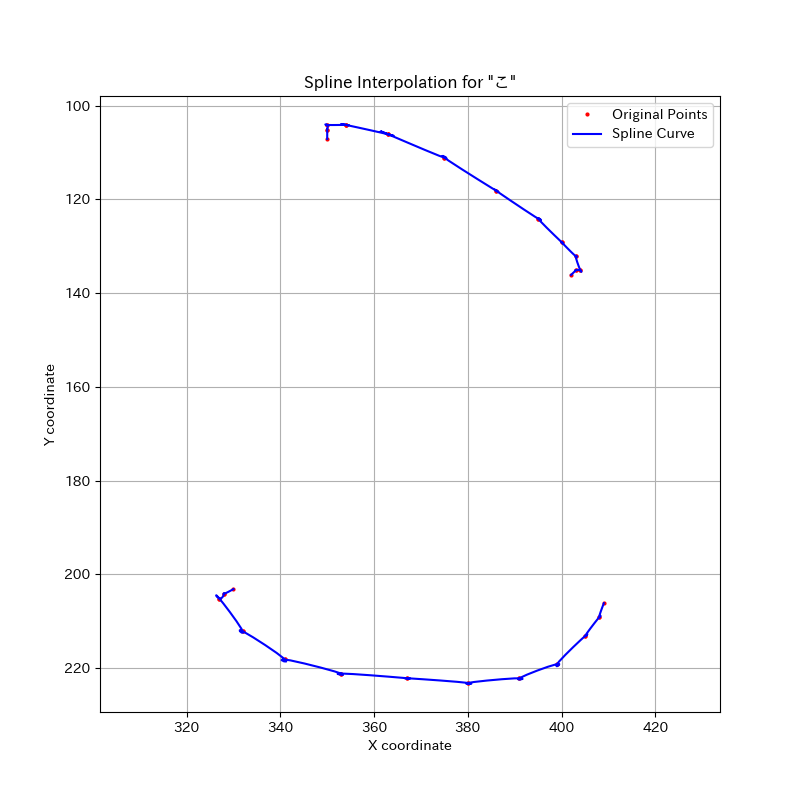 Spline Interpolation for "こ"
Original Points
Spline Curve
100
120
140
160
180
200
220
Y coordinate
320
340
360
380
400
420
X coordinate